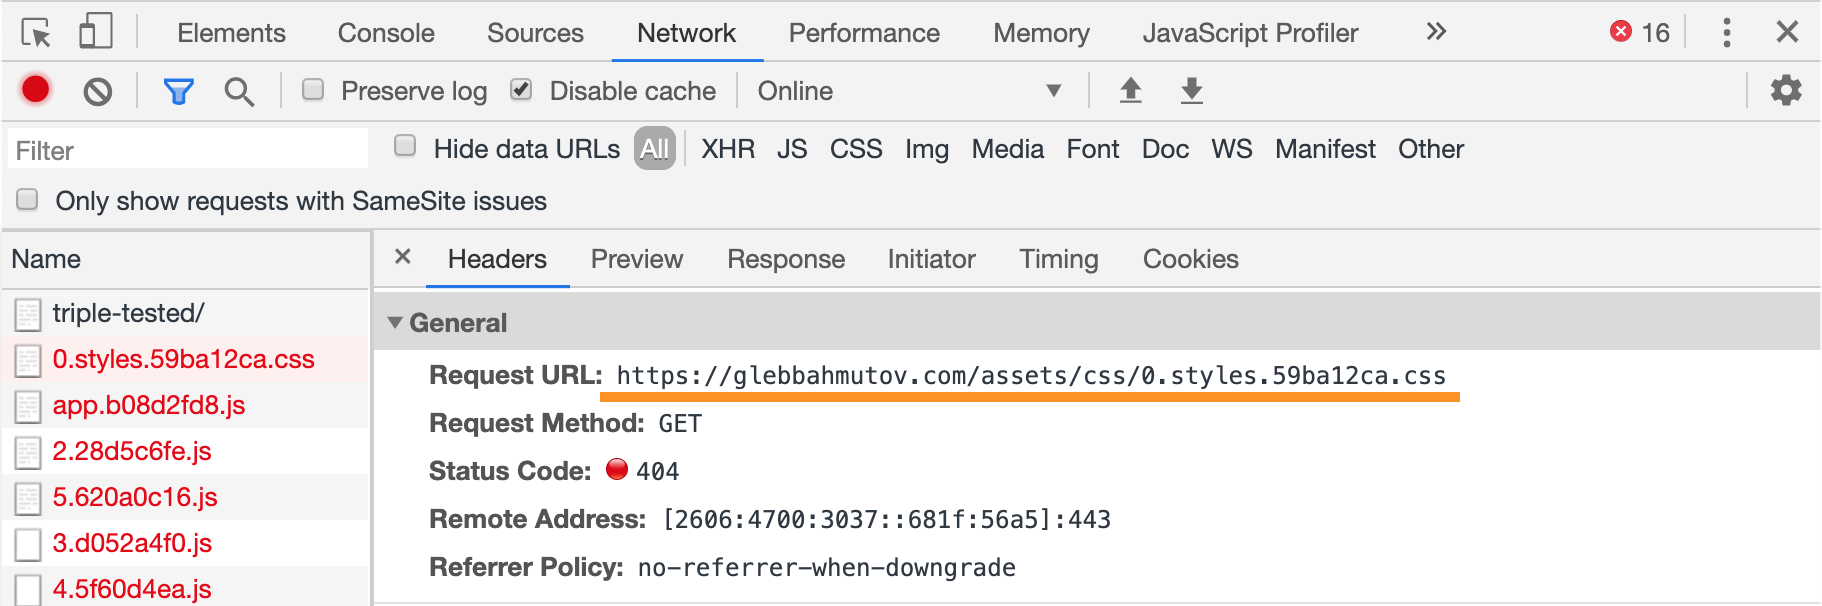 Elements Console Sources Network Performance Memory JavaScript Profiler » 16
Preserve log Disable cache Online
Filter Hide data URLs All XHR JS CSS Img Media Font Doc WS Manifest Other
Only show requests with SameSite issues
Name
× Headers Preview Response Initiator Timing Cookies
triple-tested/
0.styles.59ba12ca.css
app.b08d2fd8.js
2.28d5c6fe.js
5.620a0c16.js
3.d052a4f0.js
4.5f60d4ea.js
General
Request URL: https://glebbahmutov.com/assets/css/0.styles.59ba12ca.css
Request Method: GET
Status Code: 404
Remote Address: [2606:4700:3037::681f:56a5]:443
Referrer Policy: no-referrer-when-downgrade